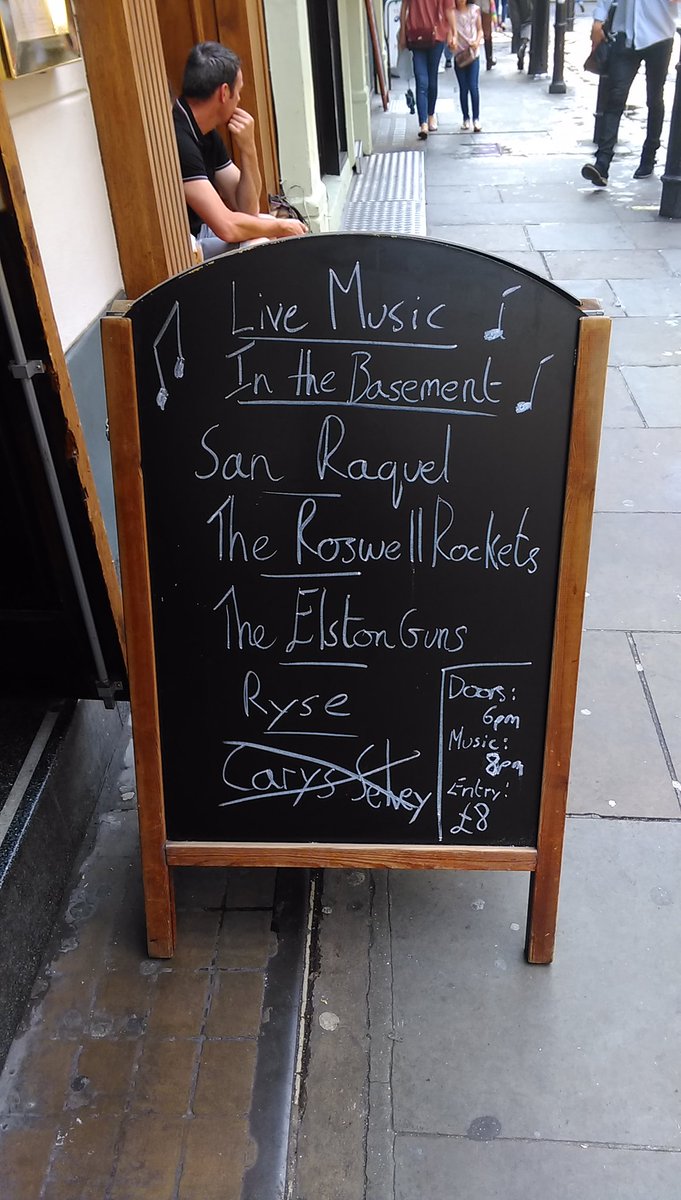 Live Music
In the Basement
San Raquel
The Roswell Rockets
The Elston Guns
Ryse
Carys Selvey
Doors:
6pm
Music:
8pm
Entry:
£8